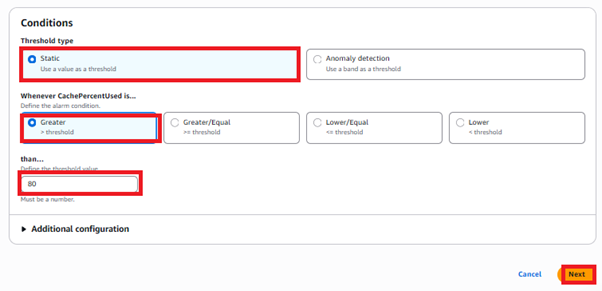 Conditions
Threshold type
Static
Use a value as a threshold
Anomaly detection
Use a band as a threshold
Whenever CachePercentUsed is...
Define the alarm condition.
Greater
> threshold
Greater/Equal
>= threshold
Lower/Equal
<= threshold
Lower
< threshold
than...
Define the threshold value.
80
Must be a number.
Additional configuration
Cancel
Next